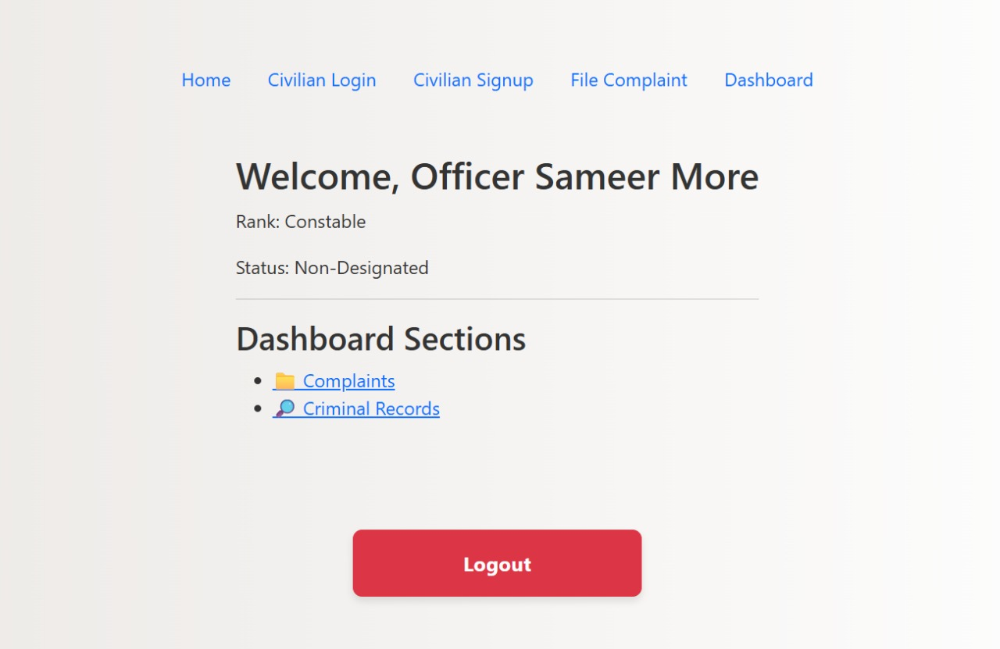 Home Civilian Login Civilian Signup File Complaint Dashboard
Welcome, Officer Sameer More
Rank: Constable
Status: Non-Designated
Dashboard Sections
📁 Complaints
🔎 Criminal Records
Logout